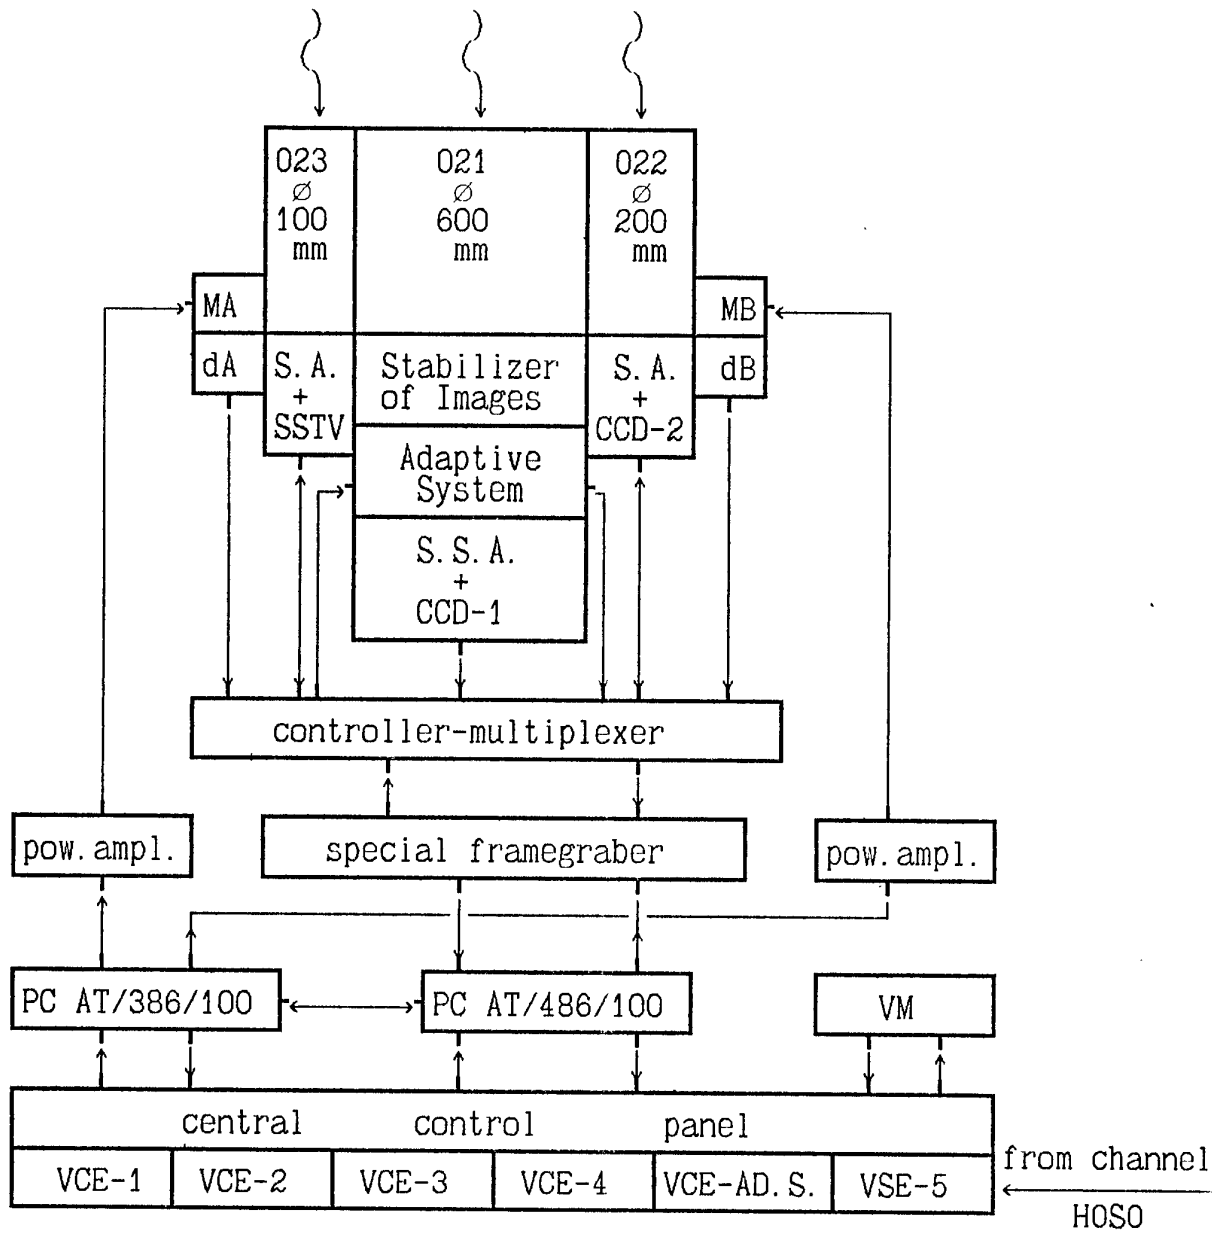 023
Ø
100
mm
021
Ø
600
mm
022
Ø
200
mm
MA
MB
dA
S. A.
+
SSTV
Stabilizer
of Images
S. A.
+
CCD-2
dB
Adaptive
System
S. S. A.
+
CCD-1
controller-multiplexer
pow. ampl.
special framegraber
pow. ampl.
PC AT/386/100
PC AT/486/100
VM
central control panel
VCE-1
VCE-2
VCE-3
VCE-4
VCE-AD. S.
VSE-5
from channel
HOSO